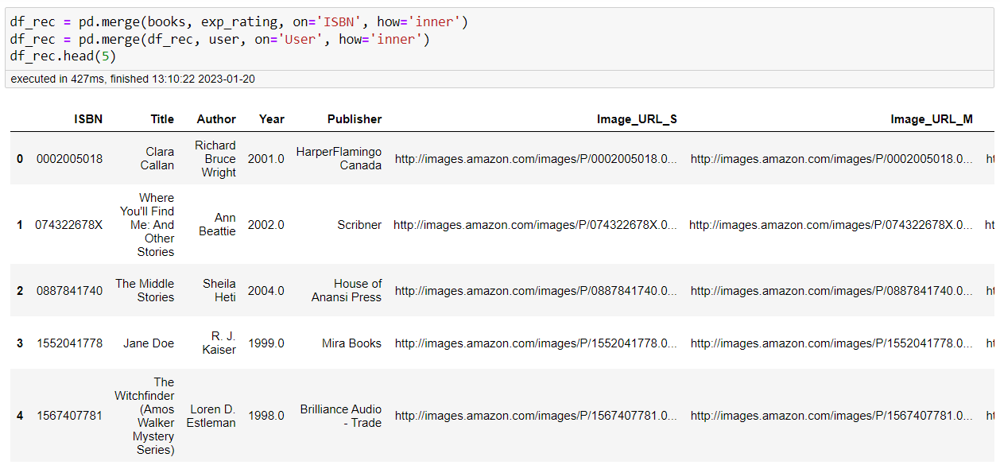 df_rec = pd.merge(books, exp_rating, on='ISBN', how='inner')
df_rec = pd.merge(df_rec, user, on='User', how='inner')
df_rec.head(5)
executed in 427ms, finished 13:10:22 2023-01-20
ISBN Title Author Year Publisher Image_URL_S Image_URL_M
0 0002005018 Clara Callan Richard Bruce Wright 2001.0 HarperFlamingo Canada http://images.amazon.com/images/P/0002005018.0... http://images.amazon.com/images/P/0002005018.0... ht
1 074322678X Where You'll Find Me: And Other Stories Ann Beattie 2002.0 Scribner http://images.amazon.com/images/P/074322678X.0... http://images.amazon.com/images/P/074322678X.0... ht
2 0887841740 The Middle Stories Sheila Heti 2004.0 House of Anansi Press http://images.amazon.com/images/P/0887841740.0... http://images.amazon.com/images/P/0887841740.0... ht
3 1552041778 Jane Doe R. J. Kaiser 1999.0 Mira Books http://images.amazon.com/images/P/1552041778.0... http://images.amazon.com/images/P/1552041778.0... ht
4 1567407781 The Witchfinder (Amos Walker Mystery Series) Loren D. Estleman 1998.0 Brilliance Audio - Trade http://images.amazon.com/images/P/1567407781.0... http://images.amazon.com/images/P/1567407781.0... ht